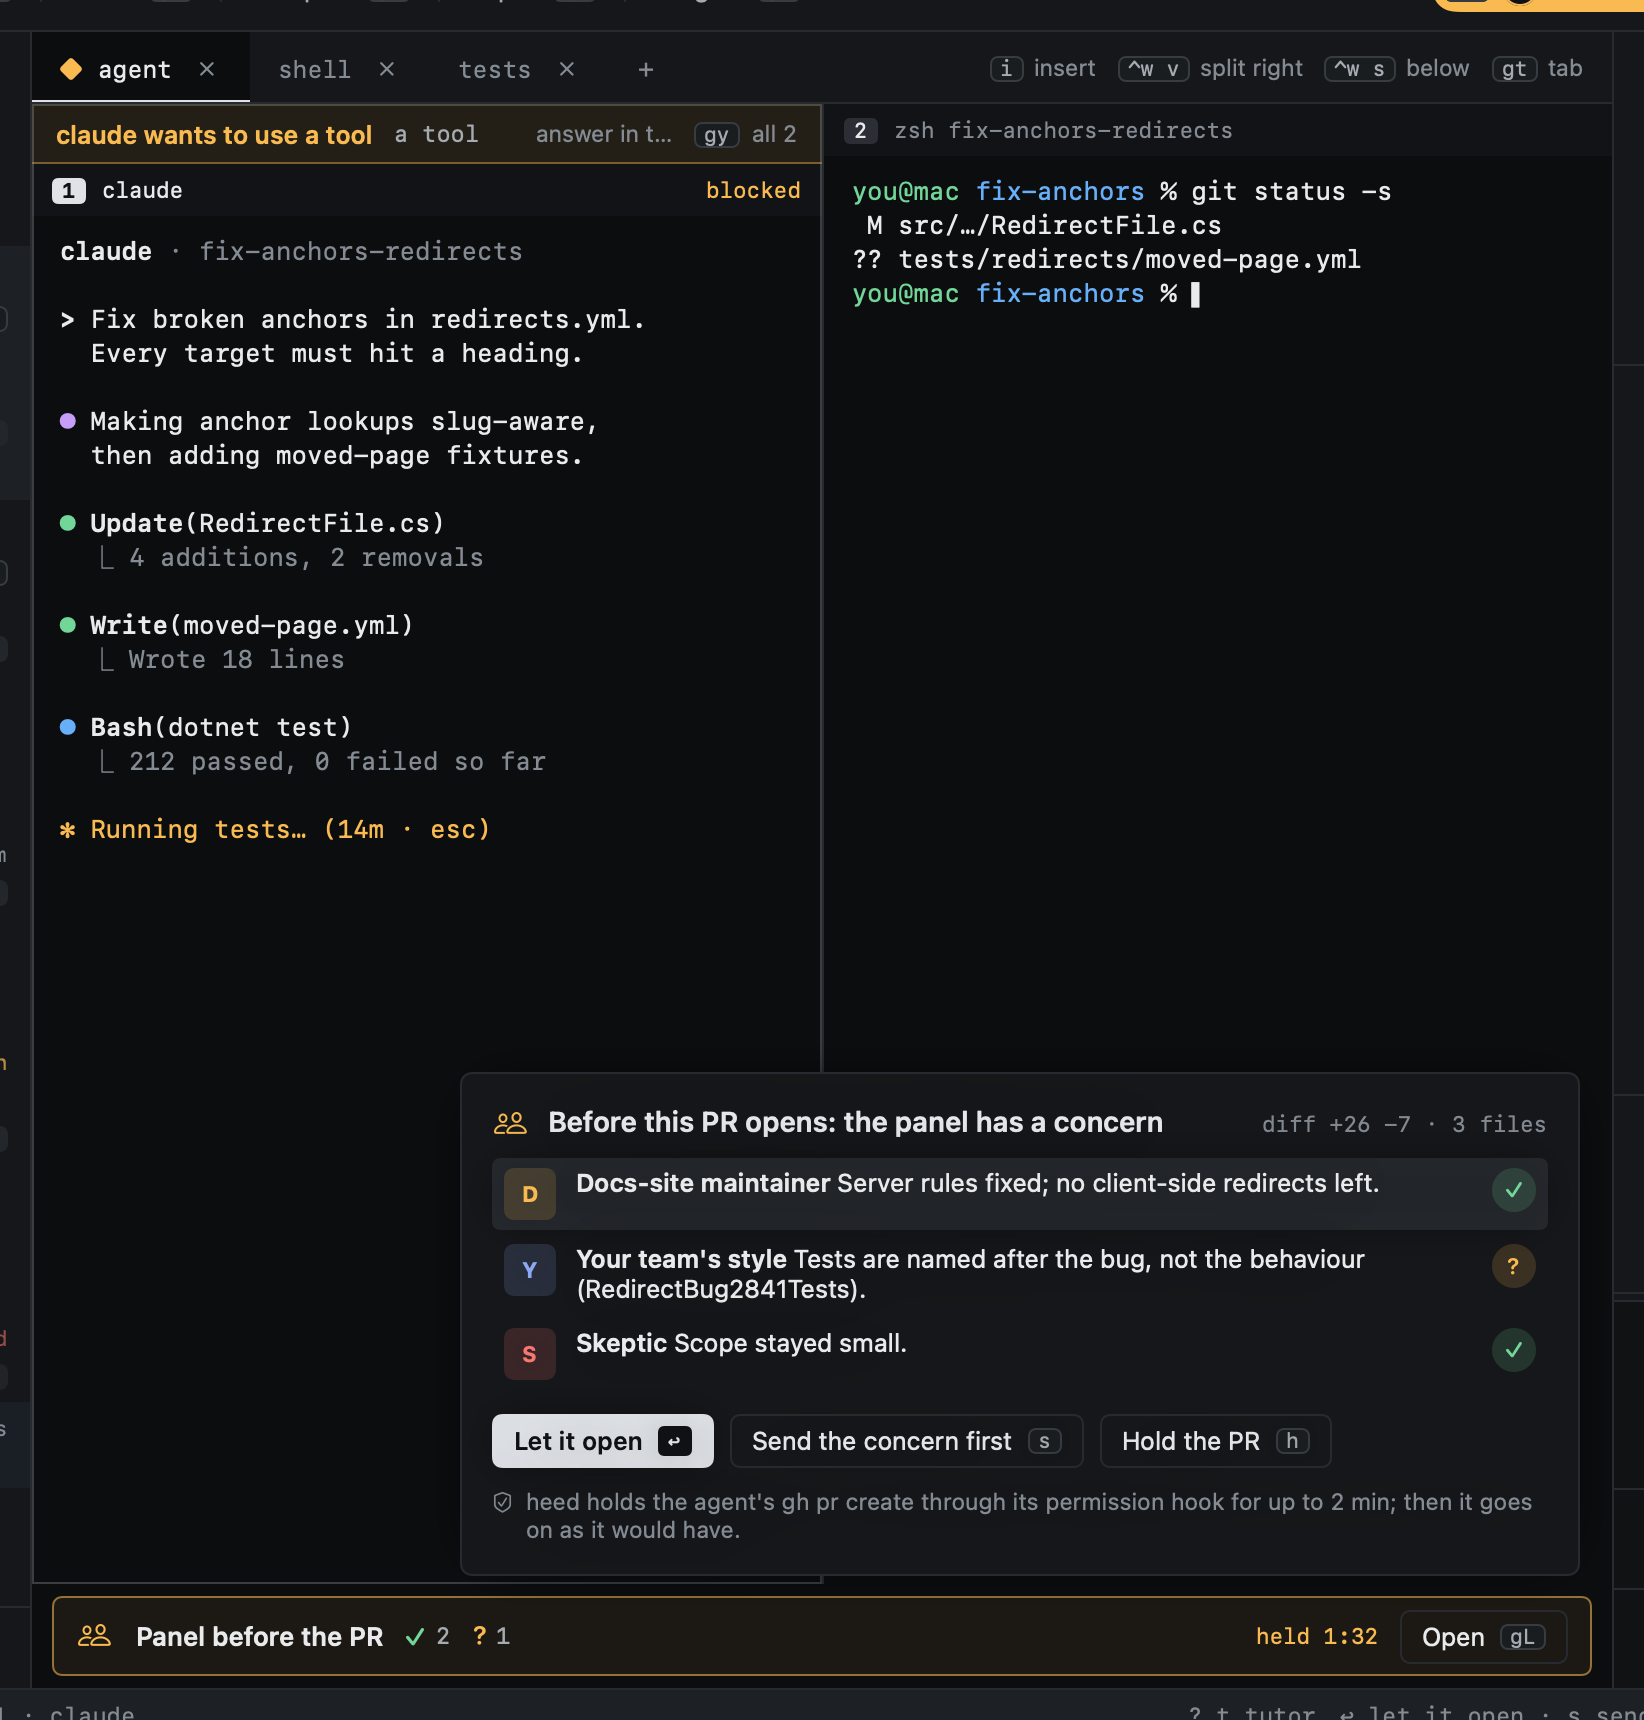 agent × shell × tests × + i insert ^w v split right ^w s below gt tab
claude wants to use a tool a tool answer in t… gy all 2
1 claude blocked
claude · fix-anchors-redirects
> Fix broken anchors in redirects.yml.
Every target must hit a heading.
Making anchor lookups slug-aware,
then adding moved-page fixtures.
Update(RedirectFile.cs)
4 additions, 2 removals
Write(moved-page.yml)
Wrote 18 lines
Bash(dotnet test)
212 passed, 0 failed so far
✻ Running tests… (14m · esc)
2 zsh fix-anchors-redirects
you@mac fix-anchors % git status -s
M src/…/RedirectFile.cs
?? tests/redirects/moved-page.yml
you@mac fix-anchors %
Before this PR opens: the panel has a concern diff +26 −7 · 3 files
D Docs-site maintainer Server rules fixed; no client-side redirects left. ✓
Y Your team's style Tests are named after the bug, not the behaviour ?
(RedirectBug2841Tests).
S Skeptic Scope stayed small. ✓
Let it open ↩ Send the concern first s Hold the PR h
heed holds the agent's gh pr create through its permission hook for up to 2 min; then it goes
on as it would have.
Panel before the PR ✓ 2 ? 1 held 1:32 Open gL
· claude ? t tutor ↩ let it open · s